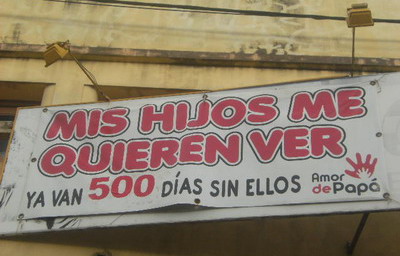 MIS HIJOS ME
QUIEREN VER
YA VAN 500 DÍAS SIN ELLOS
Amor
de Papá